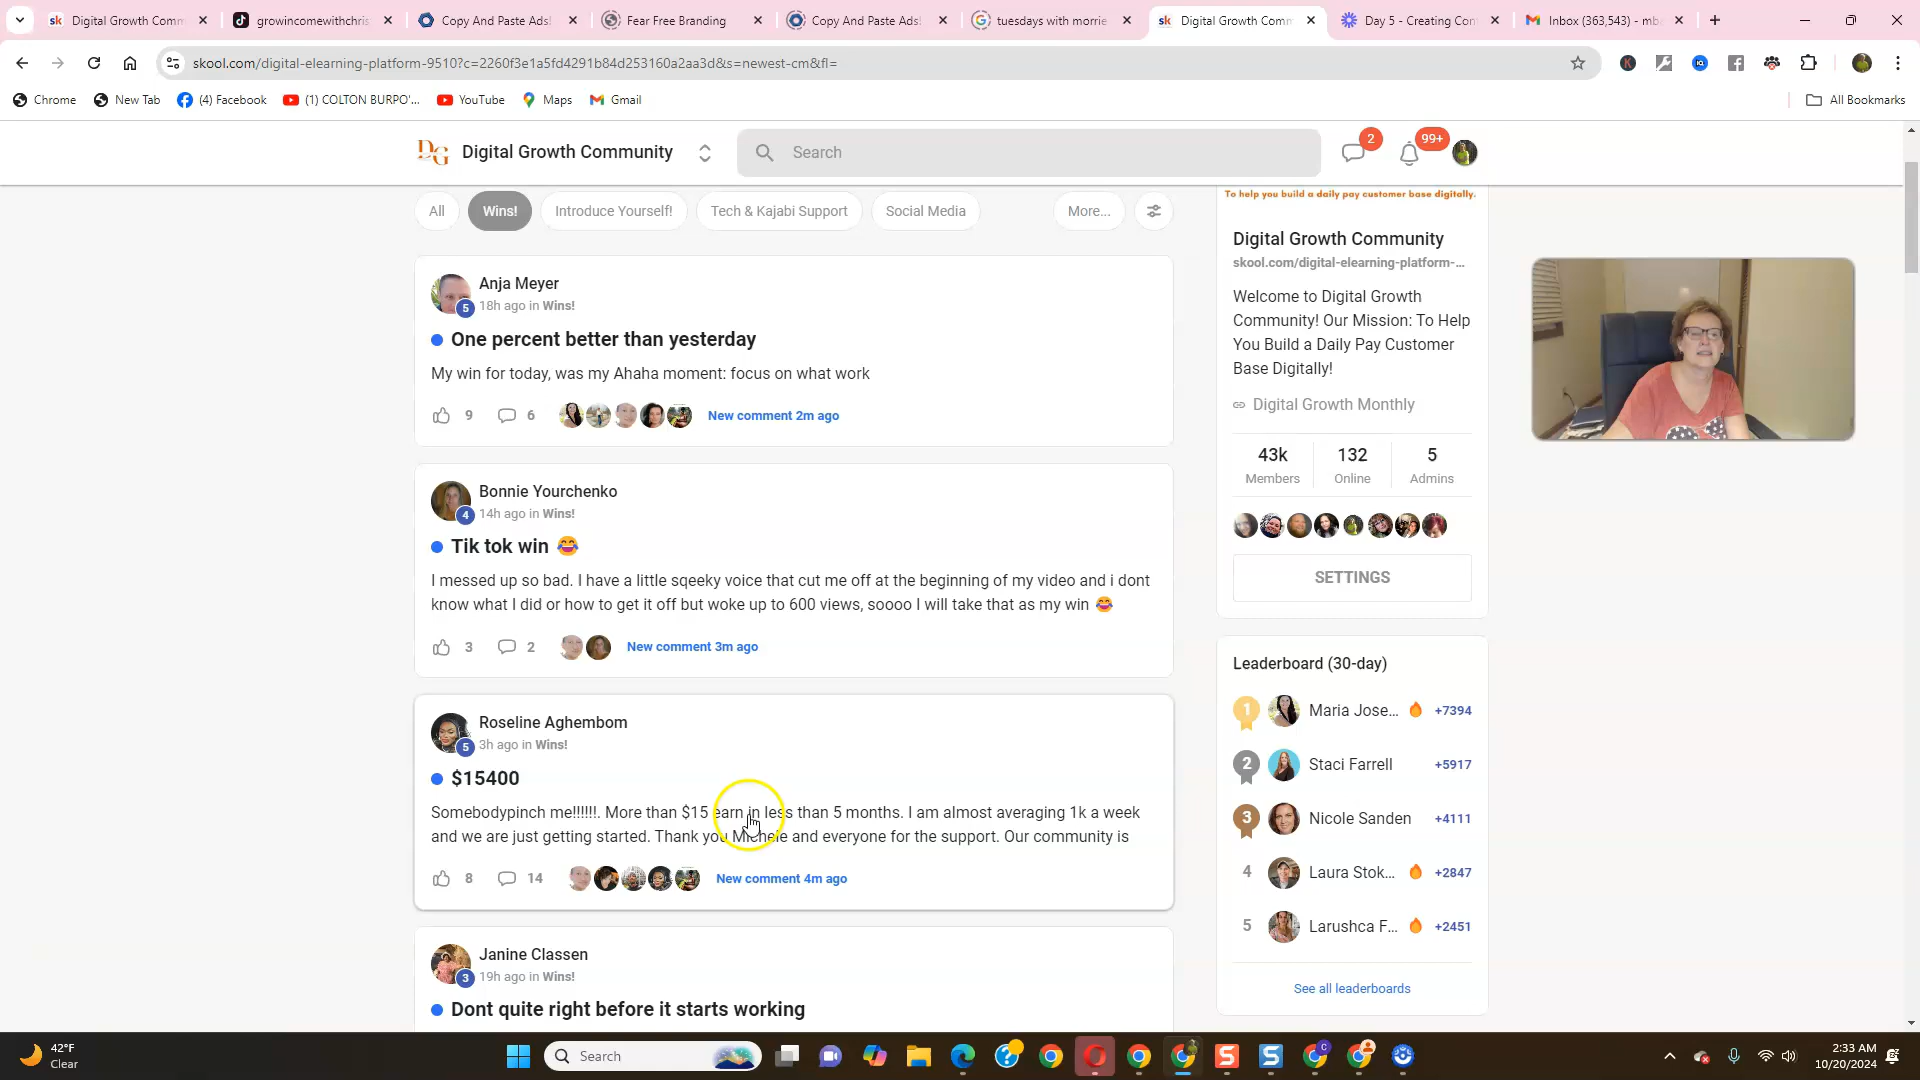 Digital Growth Comm
growincomewithchris
Copy And Paste Ads!
Fear Free Branding
Copy And Paste Ads!
tuesdays with morrie
Digital Growth Comm
Day 5 - Creating Con
Inbox (363,543) - mb
skool.com/digital-elearning-platform-9510?c=2260f3e1a5fd4291b84d253160a2aa3d&s=newest-cm&fl=
Chrome
New Tab
(4) Facebook
(1) COLTON BURPO'...
YouTube
Maps
Gmail
All Bookmarks
DG Digital Growth Community
Search
2
99+
All
Wins!
Introduce Yourself!
Tech & Kajabi Support
Social Media
More...
Anja Meyer
5 18h ago in Wins!
One percent better than yesterday
My win for today, was my Ahaha moment: focus on what work
9 6 New comment 2m ago
Bonnie Yourchenko
4 14h ago in Wins!
Tik tok win 😂
I messed up so bad. I have a little sqeeky voice that cut me off at the beginning of my video and i dont
know what I did or how to get it off but woke up to 600 views, soooo I will take that as my win 😂
3 2 New comment 3m ago
Roseline Aghembom
5 3h ago in Wins!
$15400
Somebodypinch me!!!!!!. More than $15 earn in less than 5 months. I am almost averaging 1k a week
and we are just getting started. Thank you Michele and everyone for the support. Our community is
8 14 New comment 4m ago
Janine Classen
3 19h ago in Wins!
Dont quite right before it starts working
To help you build a daily pay customer base digitally.
Digital Growth Community
skool.com/digital-elearning-platform-...
Welcome to Digital Growth
Community! Our Mission: To Help
You Build a Daily Pay Customer
Base Digitally!
Digital Growth Monthly
43k 132 5
Members Online Admins
SETTINGS
Leaderboard (30-day)
1 Maria Jose... 🔥 +7394
2 Staci Farrell +5917
3 Nicole Sanden +4111
4 Laura Stok... 🔥 +2847
5 Larushca F... 🔥 +2451
See all leaderboards
42°F
Clear
Search
2:33 AM
10/20/2024